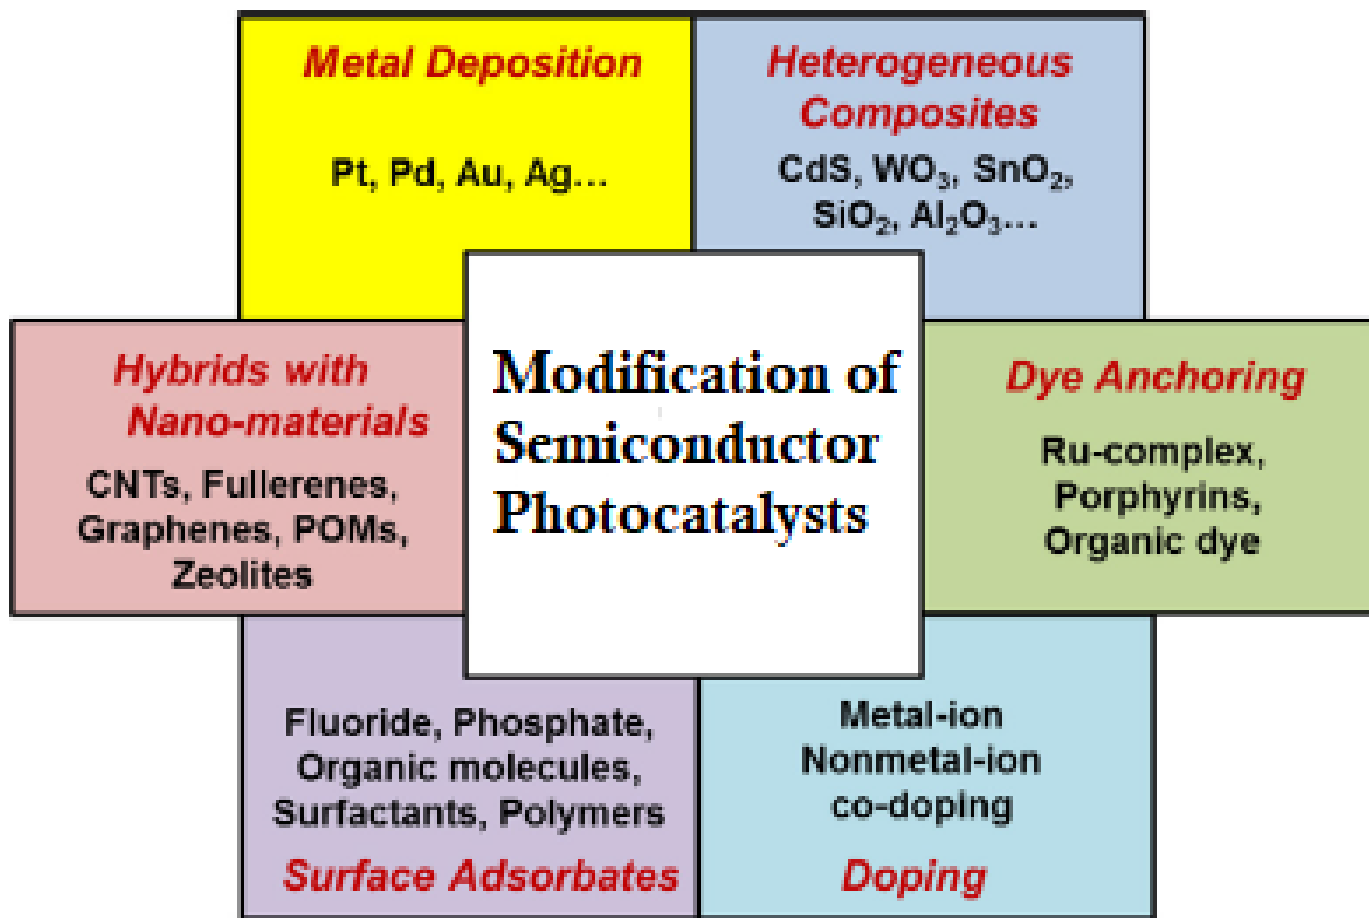 Metal Deposition
Pt, Pd, Au, Ag...
Heterogeneous
Composites
CdS, WO₃, SnO₂,
SiO₂, Al₂O₃...
Hybrids with
Nano-materials
CNTs, Fullerenes,
Graphenes, POMs,
Zeolites
Modification of
Semiconductor
Photocatalysts
Dye Anchoring
Ru-complex,
Porphyrins,
Organic dye
Fluoride, Phosphate,
Organic molecules,
Surfactants, Polymers
Surface Adsorbates
Metal-ion
Nonmetal-ion
co-doping
Doping